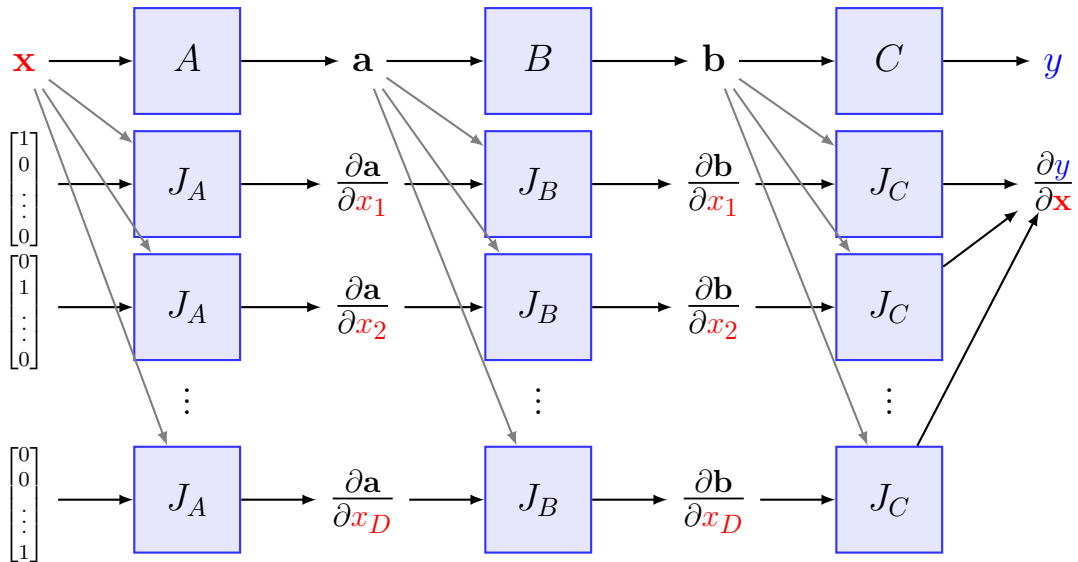 x A a B b C y
[1 0 ⋮ 0] J_A ∂a/∂x_1 J_B ∂b/∂x_1 J_C ∂y/∂x
[0 1 ⋮ 0] J_A ∂a/∂x_2 J_B ∂b/∂x_2 J_C
⋮ ⋮ ⋮
[0 0 ⋮ 1] J_A ∂a/∂x_D J_B ∂b/∂x_D J_C